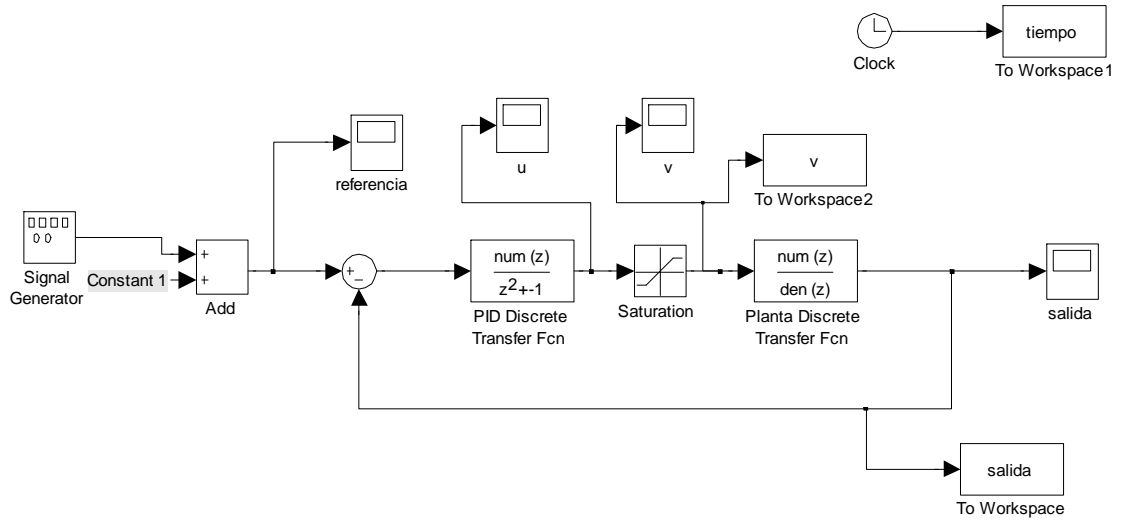 tiempo
Clock
To Workspace1
u
v
v
referencia
To Workspace2
Signal
Generator
Constant 1
+
+
Add
+
−
num (z)
z2+-1
PID Discrete
Transfer Fcn
Saturation
num (z)
den (z)
Planta Discrete
Transfer Fcn
salida
salida
To Workspace